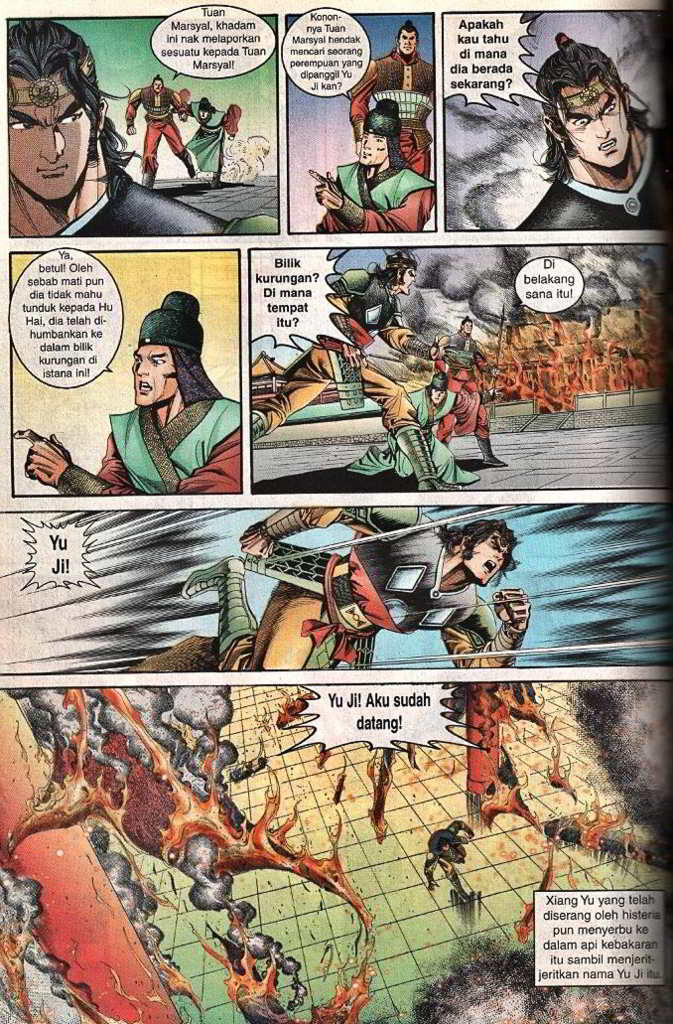 Tuan
Marsyal, khadam
ini nak melaporkan
sesuatu kepada Tuan
Marsyal!
Konon-
nya Tuan
Marsyal hendak
mencari seorang
perempuan yang
dipanggil Yu
Ji kan?
Apakah
kau tahu
di mana
dia berada
sekarang?
Ya,
betul! Oleh
sebab mati pun
dia tidak mahu
tunduk kepada Hu
Hai, dia telah di-
humbankan ke
dalam bilik
kurungan di
istana ini!
Bilik
kurungan?
Di mana
tempat
itu?
Di
belakang
sana itu!
Yu
Ji!
Yu Ji! Aku sudah
datang!
Xiang Yu yang telah
diserang oleh histeria
pun menyerbu ke
dalam api kebakaran
itu sambil menjerit-
jeritkan nama Yu Ji itu.